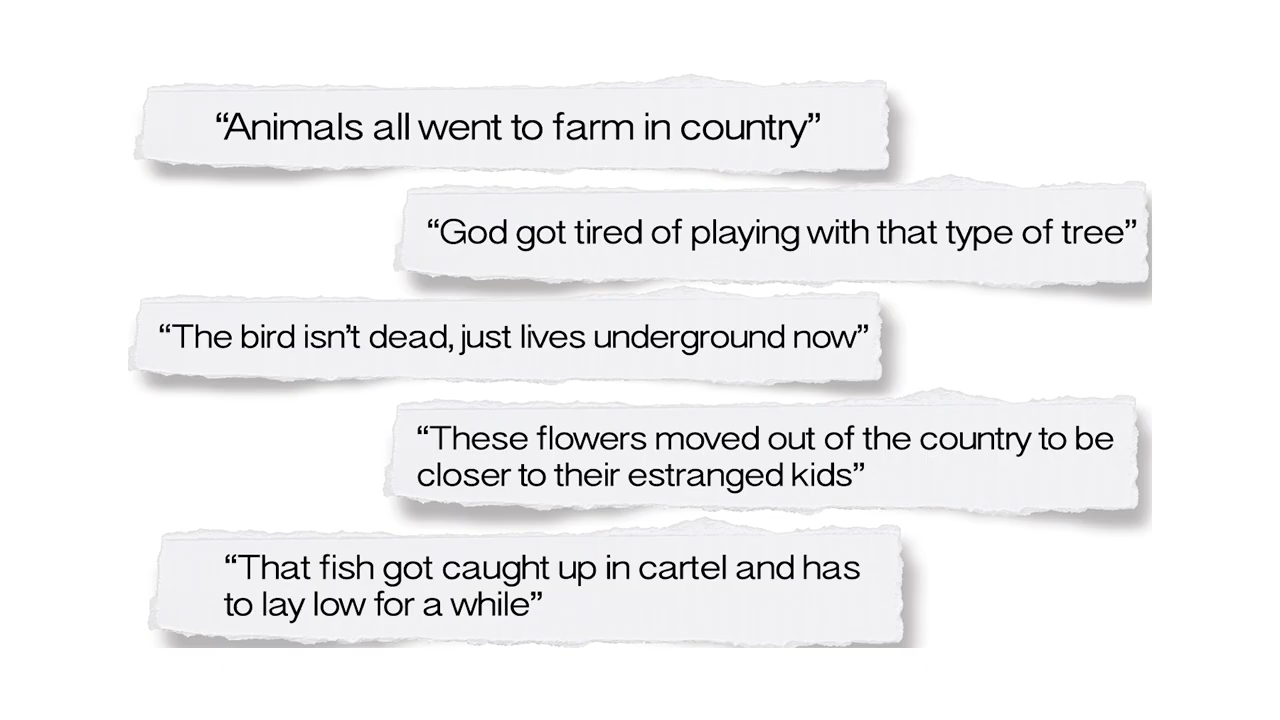 “Animals all went to farm in country”
“God got tired of playing with that type of tree”
“The bird isn’t dead, just lives underground now”
“These flowers moved out of the country to be
closer to their estranged kids”
“That fish got caught up in cartel and has
to lay low for a while”